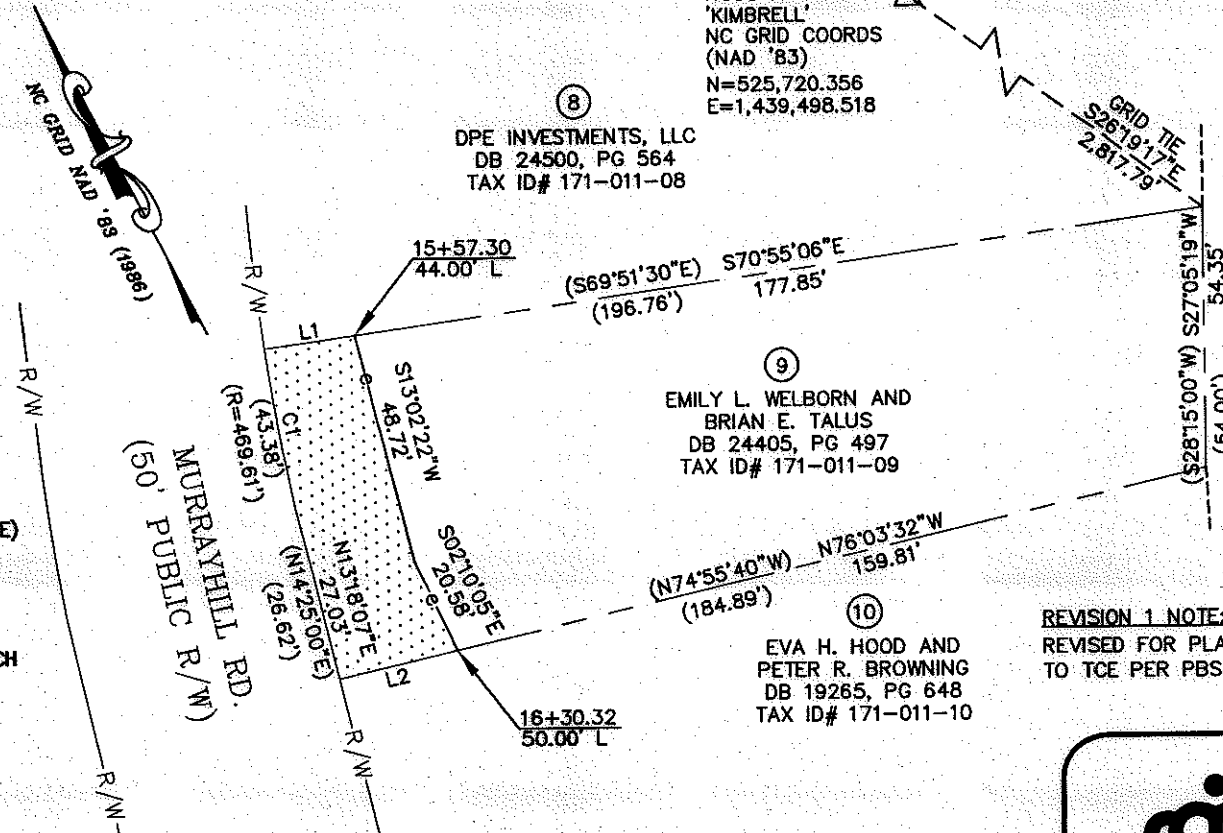 'KIMBRELL'
NC GRID COORDS
(NAD '83)
N=525,720.356
E=1,439,498.518
NC GRID NAD '83 (1986)
8
DPE INVESTMENTS, LLC
DB 24500, PG 564
TAX ID# 171-011-08
GRID TIE
S26°19'17"E
2,817.79'
15+57.30
44.00' L
R/W
R/W
L1
(S69°51'30"E) S70°55'06"E
(196.76') 177.85'
S27°05'19"W
54.35'
(S28°15'00"W)
(54.00')
9
EMILY L. WELBORN AND
BRIAN E. TALUS
DB 24405, PG 497
TAX ID# 171-011-09
e
S13°02'22"W
48.72'
C1
(43.38')
(R=469.61')
MURRAYHILL RD.
(50' PUBLIC R/W)
N13°18'07"E
27.03'
(N14°25'00"E)
(26.62')
S02°10'05"E
20.58'
e
E)
(N74°55'40"W) N76°03'32"W
(184.89') 159.81'
10
EVA H. HOOD AND
PETER R. BROWNING
DB 19265, PG 648
TAX ID# 171-011-10
REVISION 1 NOTE:
REVISED FOR PLA
TO TCE PER PBS
CH
L2
16+30.32
50.00' L
R/W
R/W